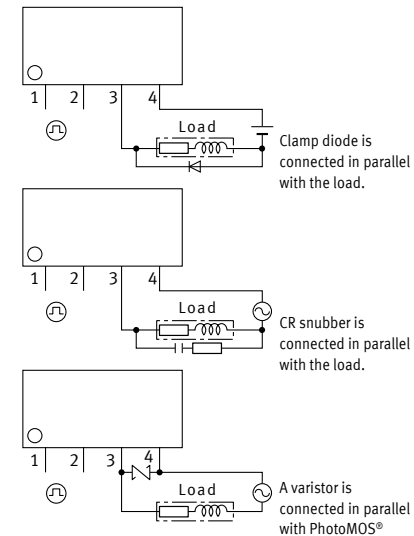 1 2 3 4
Load
Clamp diode is
connected in parallel
with the load.
1 2 3 4
Load
CR snubber is
connected in parallel
with the load.
1 2 3 4
Load
A varistor is
connected in parallel
with PhotoMOS®